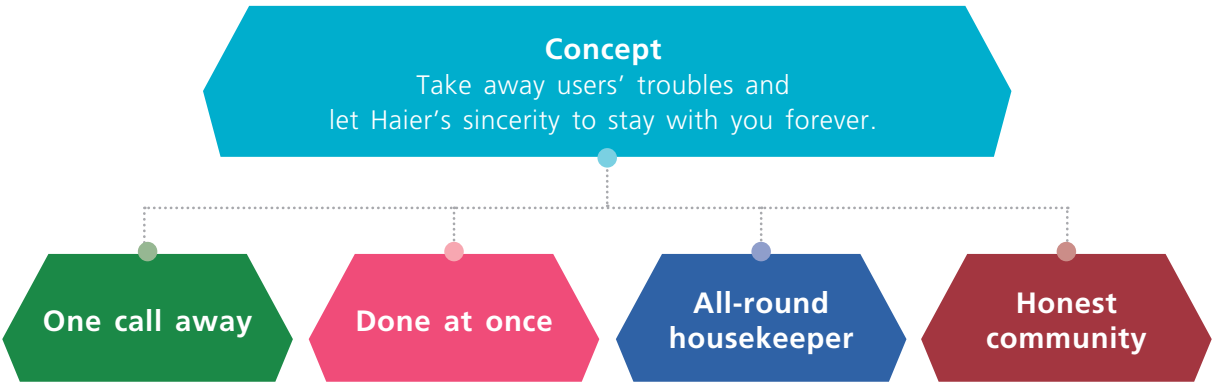 Concept
Take away users' troubles and
let Haier's sincerity to stay with you forever.
One call away
Done at once
All-round
housekeeper
Honest
community